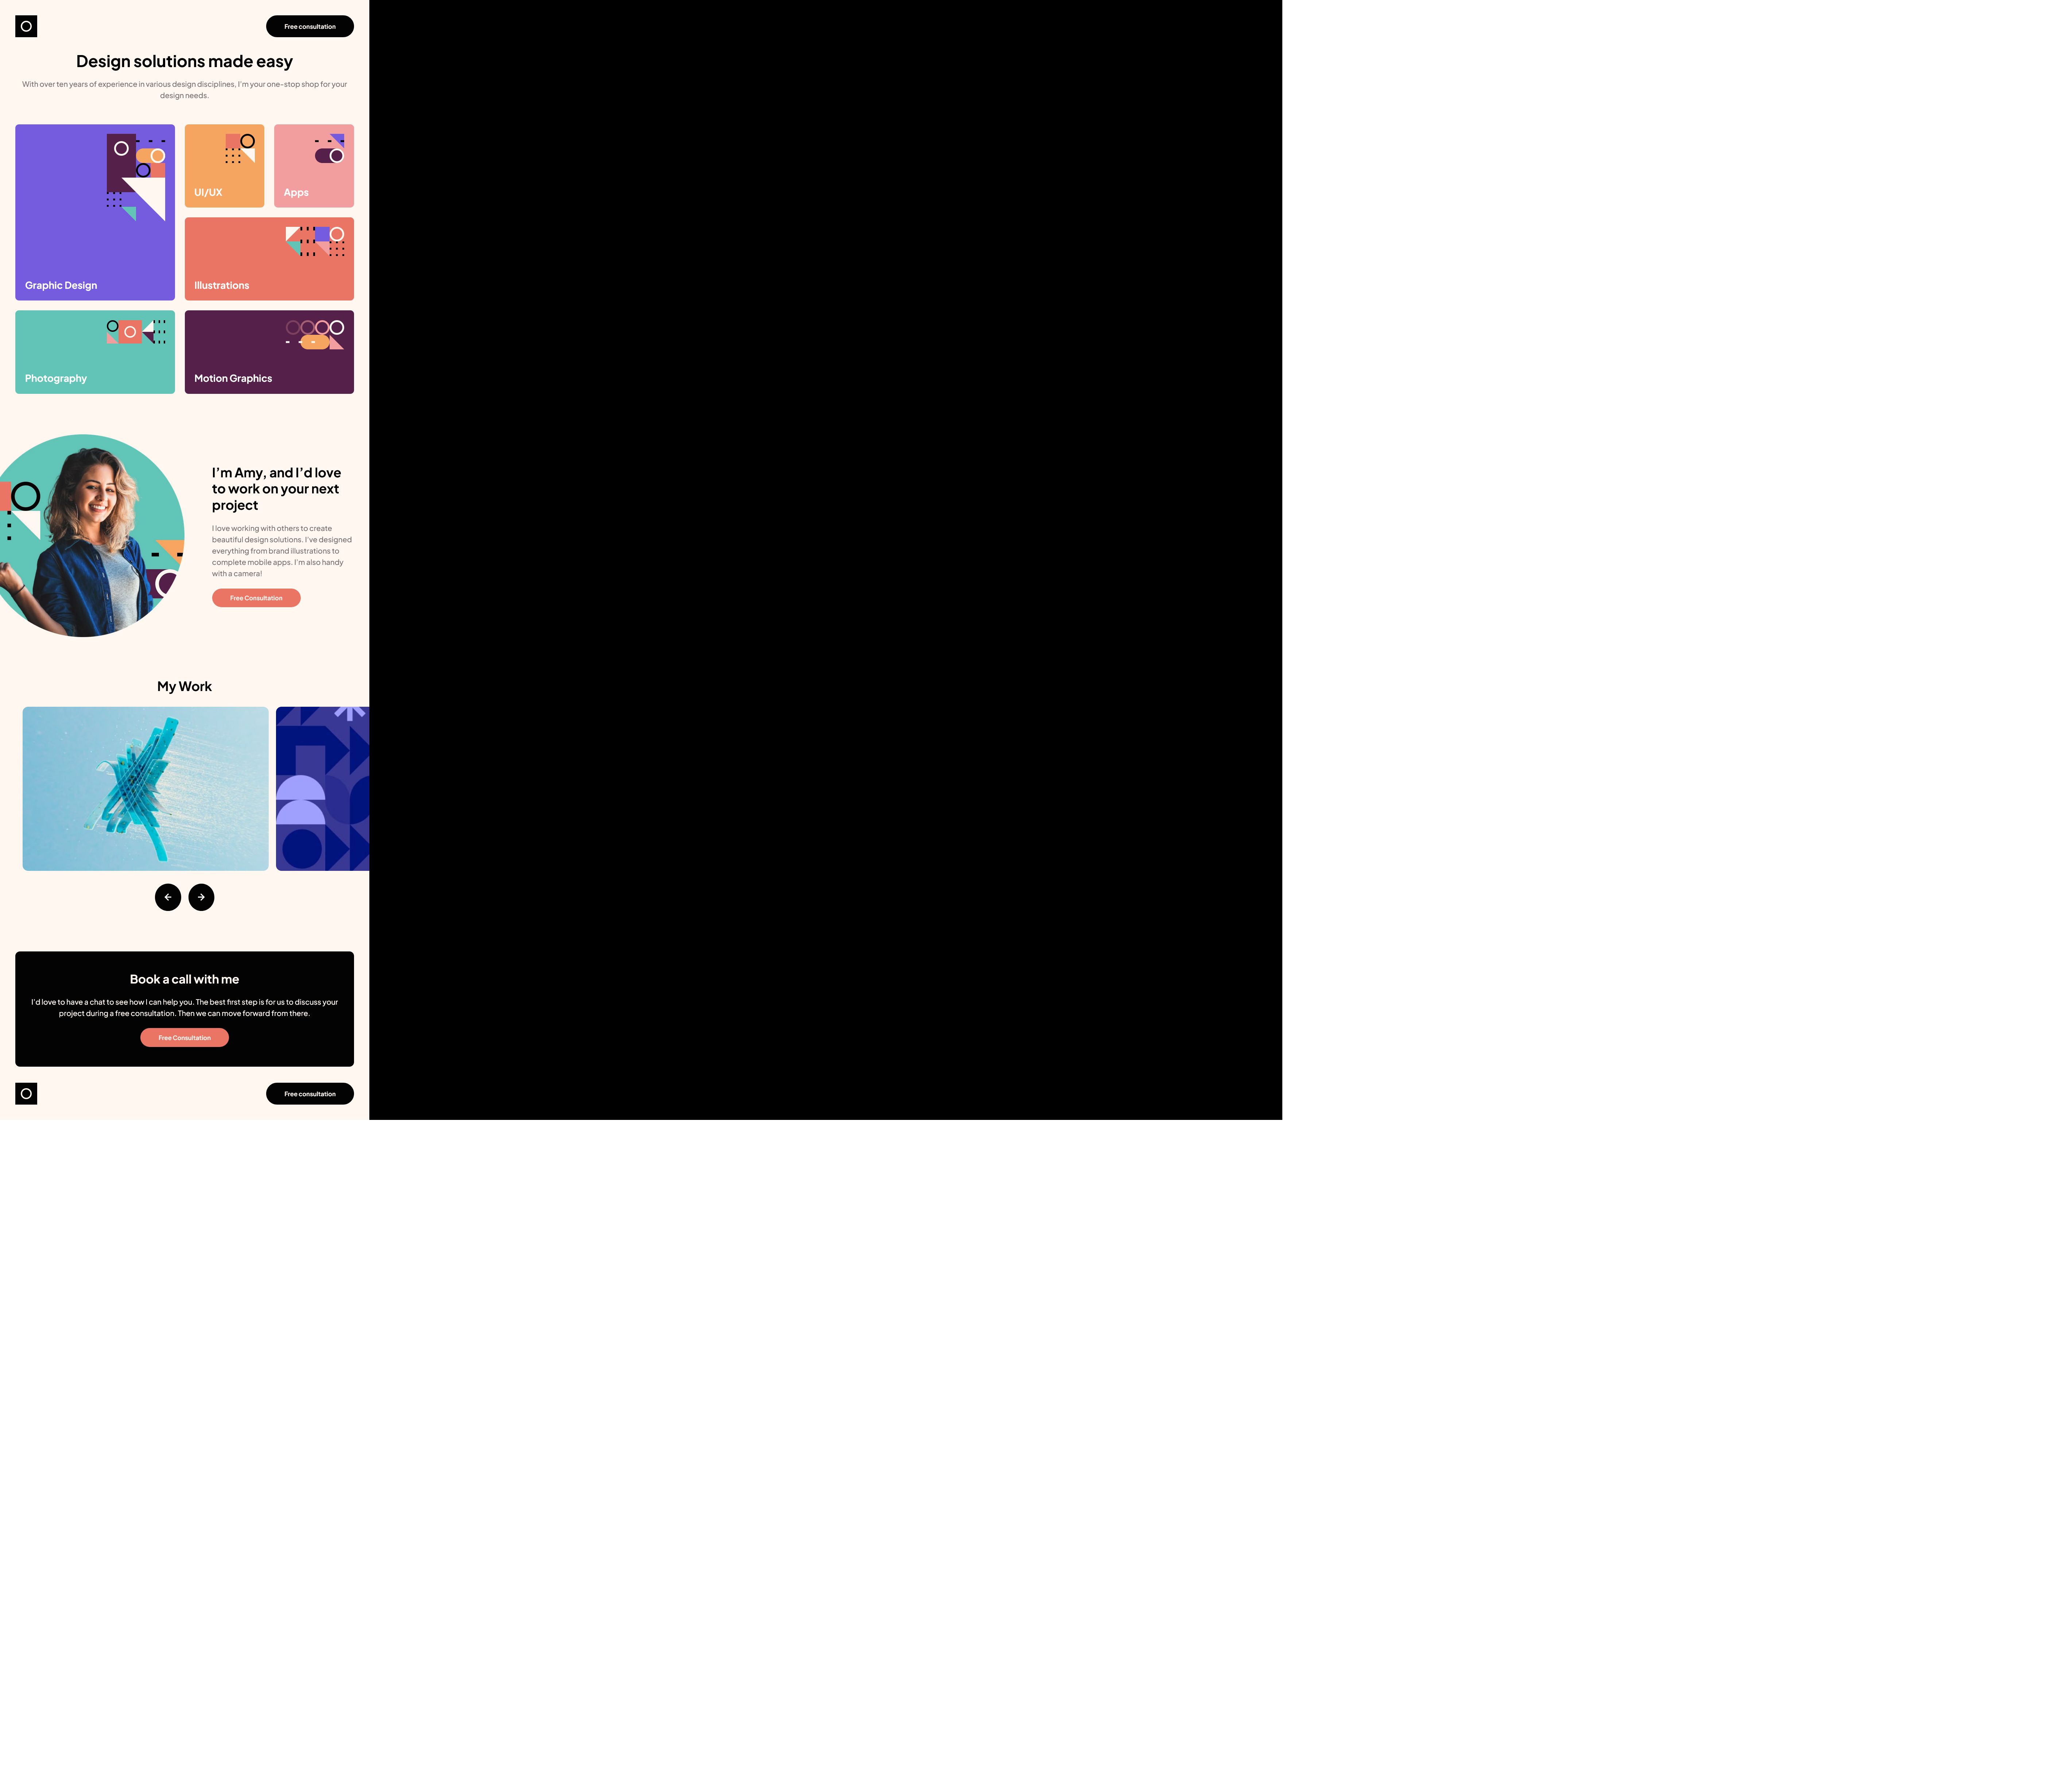 Free consultation
Design solutions made easy
With over ten years of experience in various design disciplines, I'm your one-stop shop for your
design needs.
UI/UX
Apps
Graphic Design
Illustrations
Photography
Motion Graphics
I’m Amy, and I’d love
to work on your next
project
I love working with others to create
beautiful design solutions. I've designed
everything from brand illustrations to
complete mobile apps. I'm also handy
with a camera!
Free Consultation
My Work
Book a call with me
I'd love to have a chat to see how I can help you. The best first step is for us to discuss your
project during a free consultation. Then we can move forward from there.
Free Consultation
Free consultation